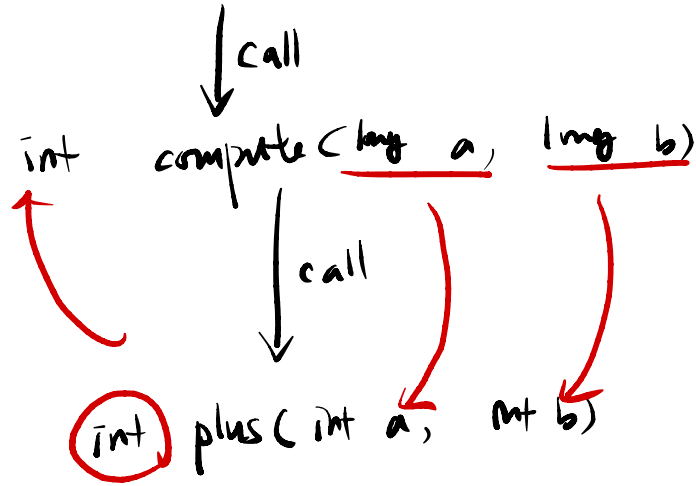 call
int compute(long a, long b)
call
int plus(int a, int b)